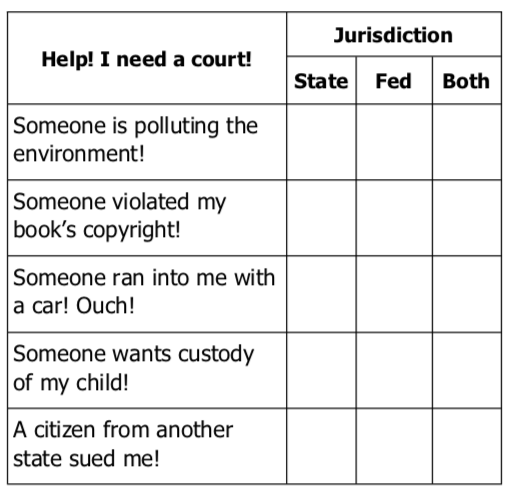 Help! I need a court!
Jurisdiction
State Fed Both
Someone is polluting the
environment!
Someone violated my
book’s copyright!
Someone ran into me with
a car! Ouch!
Someone wants custody
of my child!
A citizen from another
state sued me!